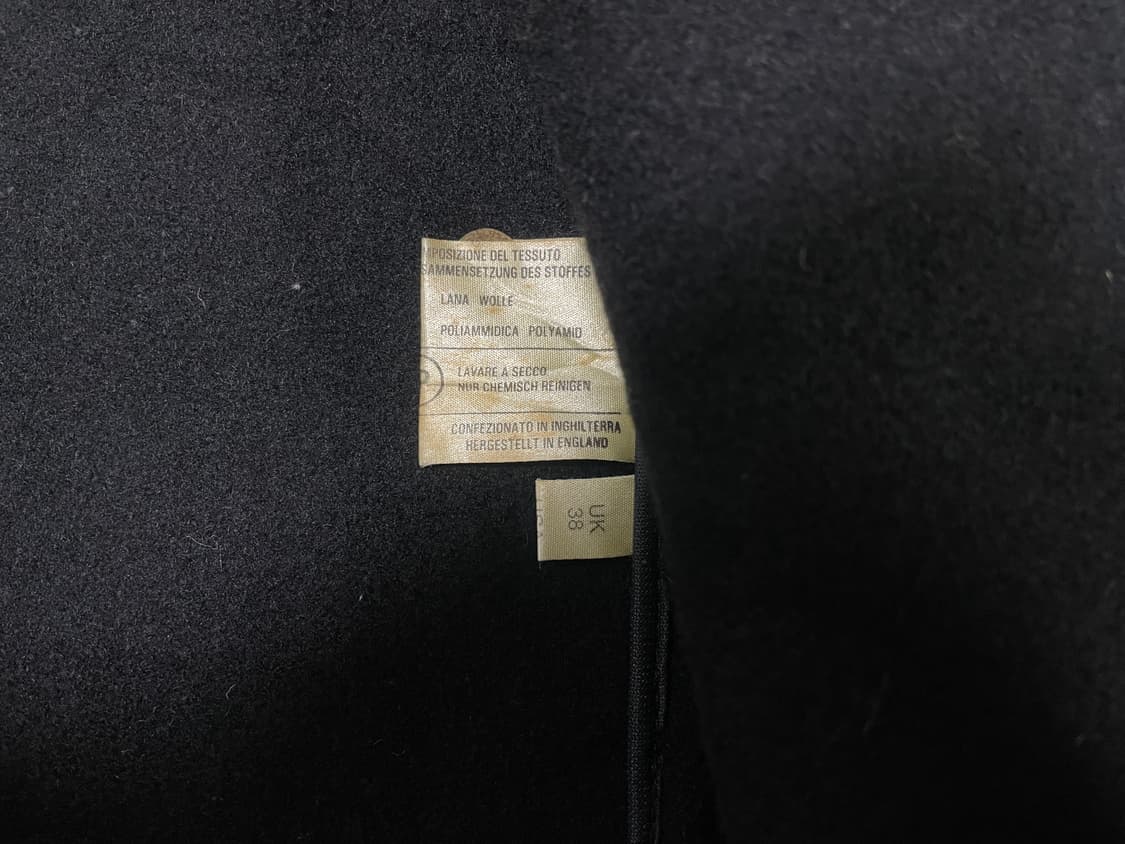 MPOSIZIONE DEL TESSUTO
SAMMENSETZUNG DES STOFFES
LANA WOLLE
POLIAMMIDICA POLYAMID
P
LAVARE A SECCO
NUR CHEMISCH REINIGEN
CONFEZIONATO IN INGHILTERRA
HERGESTELLT IN ENGLAND
UK
38